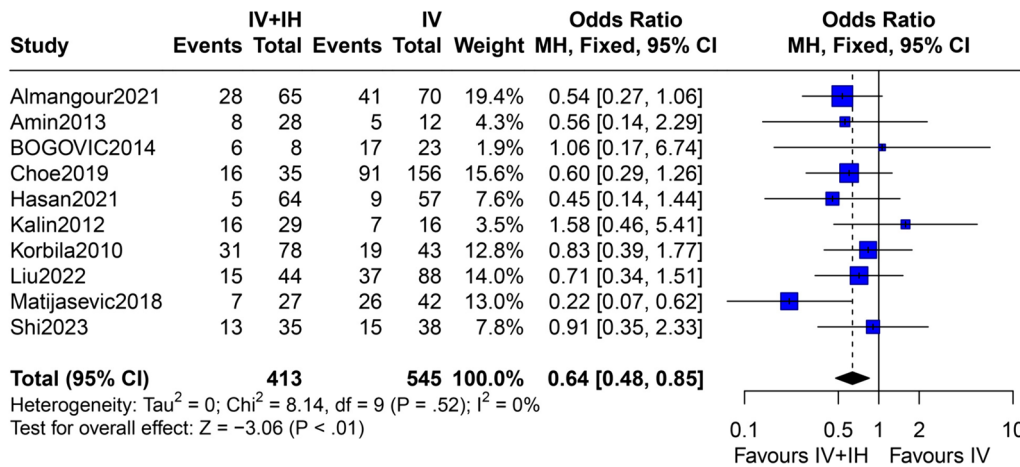 IV+IH IV Odds Ratio Odds Ratio
Study Events Total Events Total Weight MH, Fixed, 95% CI MH, Fixed, 95% CI
Almangour2021 28 65 41 70 19.4% 0.54 [0.27, 1.06]
Amin2013 8 28 5 12 4.3% 0.56 [0.14, 2.29]
BOGOVIC2014 6 8 17 23 1.9% 1.06 [0.17, 6.74]
Choe2019 16 35 91 156 15.6% 0.60 [0.29, 1.26]
Hasan2021 5 64 9 57 7.6% 0.45 [0.14, 1.44]
Kalin2012 16 29 7 16 3.5% 1.58 [0.46, 5.41]
Korbila2010 31 78 19 43 12.8% 0.83 [0.39, 1.77]
Liu2022 15 44 37 88 14.0% 0.71 [0.34, 1.51]
Matijasevic2018 7 27 26 42 13.0% 0.22 [0.07, 0.62]
Shi2023 13 35 15 38 7.8% 0.91 [0.35, 2.33]
Total (95% CI) 413 545 100.0% 0.64 [0.48, 0.85]
Heterogeneity: Tau² = 0; Chi² = 8.14, df = 9 (P = .52); I² = 0%
Test for overall effect: Z = −3.06 (P < .01)
0.1 0.5 1 2 10
Favours IV+IH Favours IV